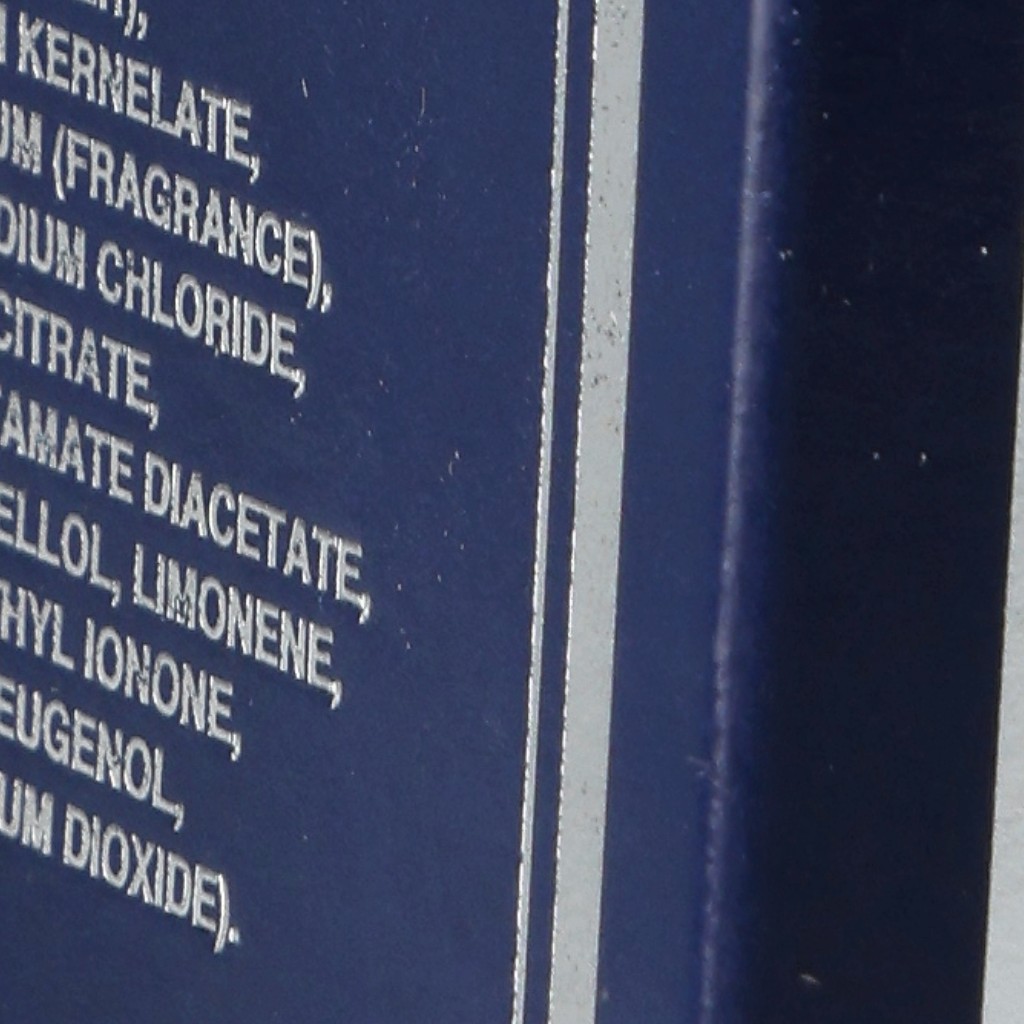 KERNELATE,
UM (FRAGRANCE),
DIUM CHLORIDE,
CITRATE,
AMATE DIACETATE,
ELLOL, LIMONENE,
HYL IONONE,
EUGENOL,
UM DIOXIDE).